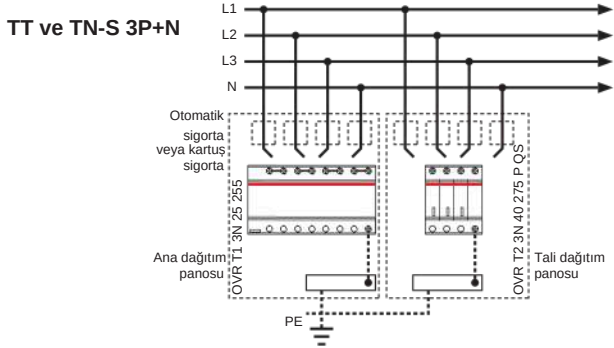 TT ve TN-S 3P+N
L1
L2
L3
N
Otomatik
sigorta
veya kartuş
sigorta
OVR T1 3N 25 255
OVR T2 3N 40 275 P QS
Ana dağıtım
panosu
Tali dağıtım
panosu
PE